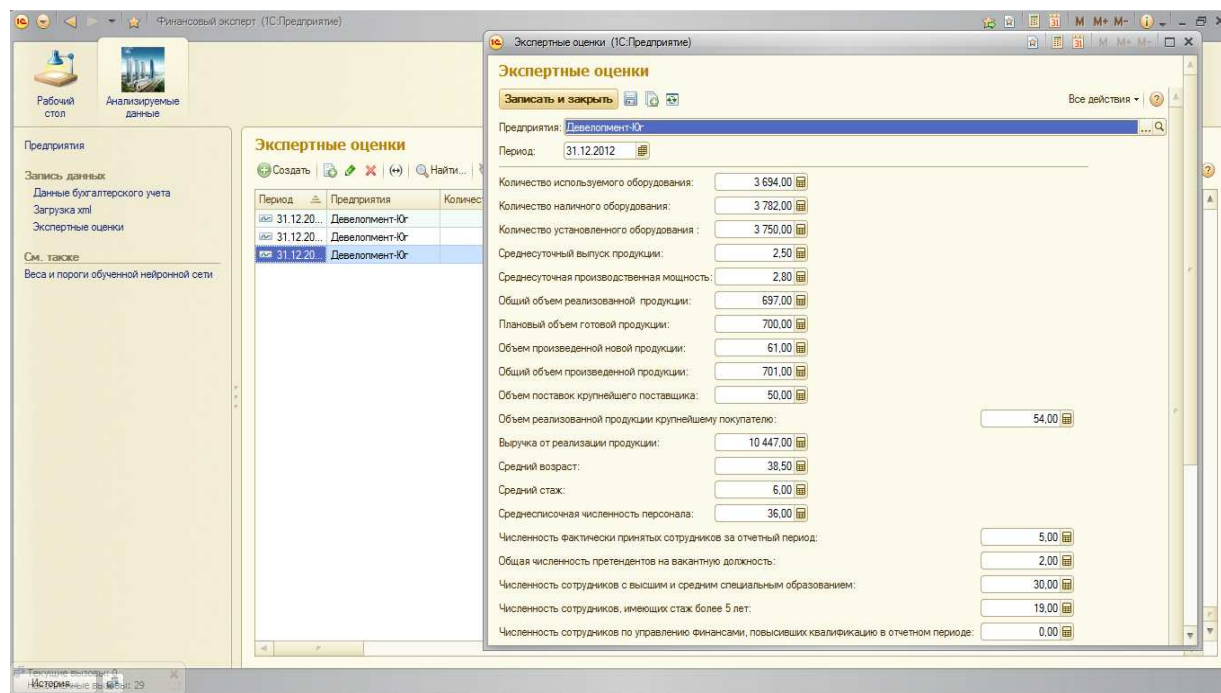 Финансовый эксперт (1С:Предприятие)
M M+ M-
Экспертные оценки (1С:Предприятие)
M M+ M-
Рабочий стол
Анализируемые данные
Предприятия
Запись данных
Данные бухгалтерского учета
Загрузка xml
Экспертные оценки
См. также
Веса и пороги обученной нейронной сети
Экспертные оценки
Создать Найти...
Период Предприятия Количес
31.12.20... Девелопмент-Юг
31.12.20... Девелопмент-Юг
31.12.20... Девелопмент-Юг
Экспертные оценки
Записать и закрыть Все действия
Предприятия: Девелопмент-Юг ...
Период: 31.12.2012
Количество используемого оборудования: 3 694,00
Количество наличного оборудования: 3 782,00
Количество установленного оборудования : 3 750,00
Среднесуточный выпуск продукции: 2,50
Среднесуточная производственная мощность: 2,80
Общий объем реализованной продукции: 697,00
Плановый объем готовой продукции: 700,00
Объем произведенной новой продукции: 61,00
Общий объем произведенной продукции: 701,00
Объем поставок крупнейшего поставщика: 50,00
Объем реализованной продукции крупнейшему покупателю: 54,00
Выручка от реализации продукции: 10 447,00
Средний возраст: 38,50
Средний стаж: 6,00
Среднесписочная численность персонала: 36,00
Численность фактически принятых сотрудников за отчетный период: 5,00
Общая численность претендентов на вакантную должность: 2,00
Численность сотрудников с высшим и средним специальным образованием: 30,00
Численность сотрудников, имеющих стаж более 5 лет: 19,00
Численность сотрудников по управлению финансами, повысивших квалификацию в отчетном периоде: 0,00
Текущие вызовы: 0
История... вызовы: 29